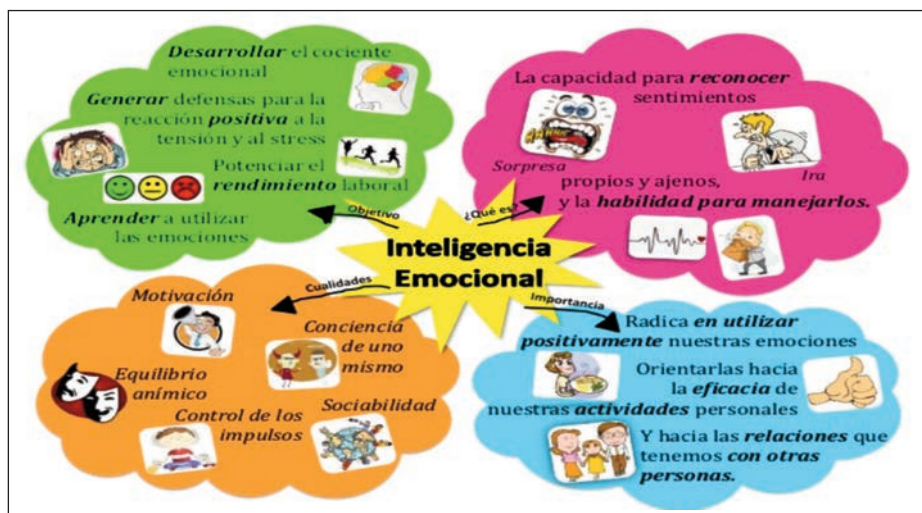 Desarrollar el cociente
emocional
Generar defensas para la
reacción positiva a la
tensión y al stress
Potenciar el
rendimiento laboral
Aprender a utilizar
las emociones
Objetivo
¿Qué es?
La capacidad para reconocer
sentimientos
AHHH!
Sorpresa
Ira
propios y ajenos,
y la habilidad para manejarlos.
Inteligencia
Emocional
Cualidades
Motivación
Conciencia
de uno
mismo
Equilibrio
anímico
Control de los
impulsos
Sociabilidad
Importancia
Radica en utilizar
positivamente nuestras emociones
Orientarlas hacia
la eficacia de
nuestras actividades personales
Y hacia las relaciones que
tenemos con otras
personas.